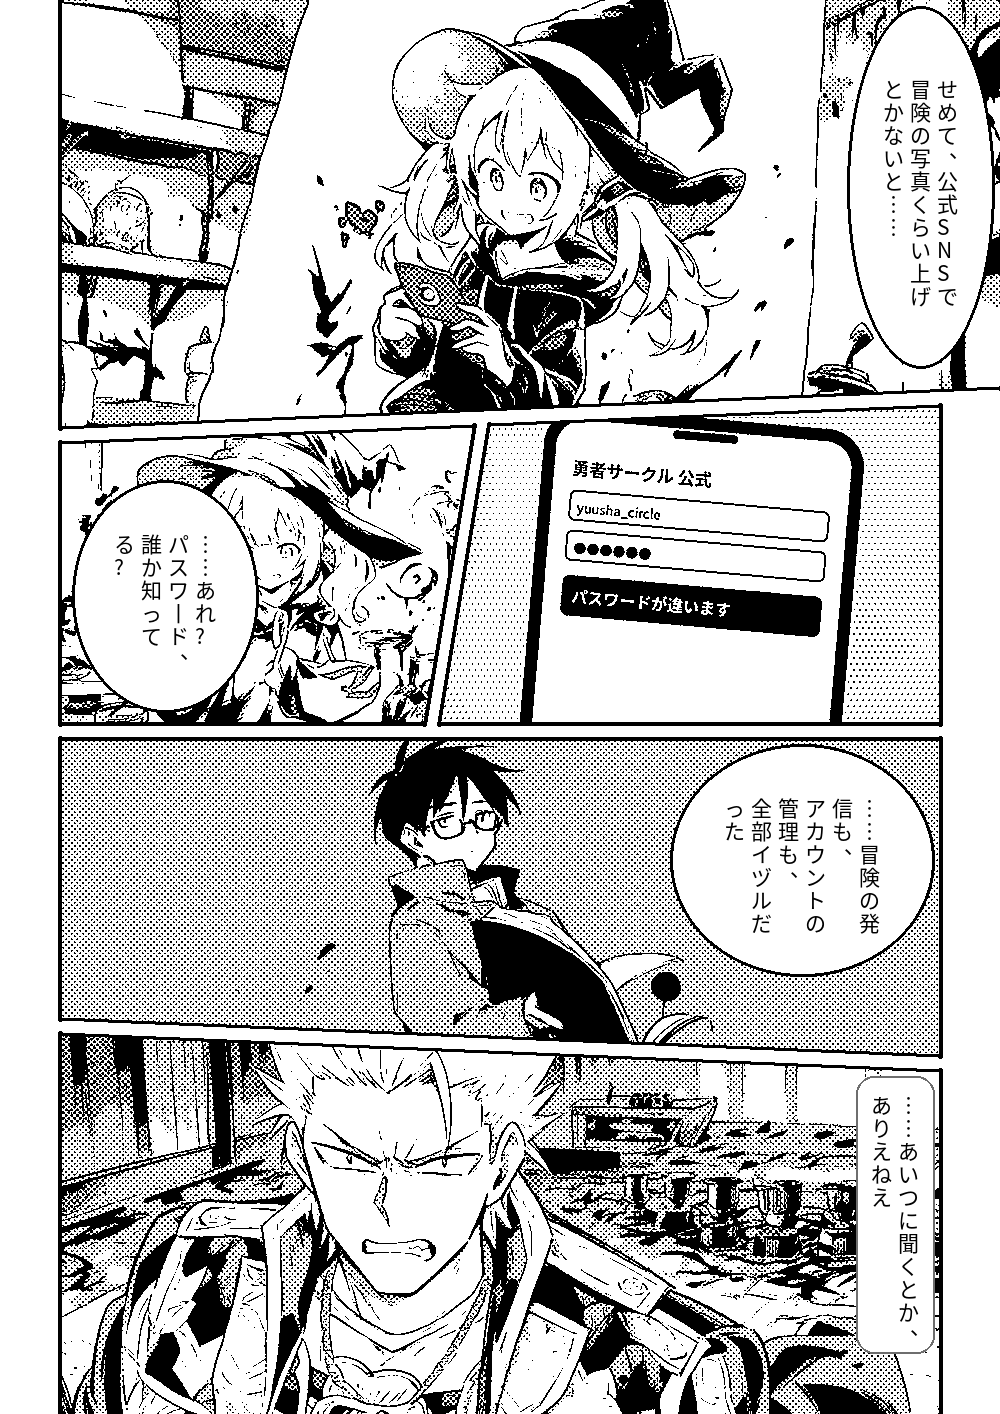 せめて、公式SNSで
冒険の写真くらい上げ
とかないと……
勇者サークル 公式
yuusha_circle
●●●●●●
パスワードが違います
……あれ?
パスワード、
誰か知って
る?
……冒険の発
信も、
アカウントの
管理も、
全部イヅルだ
った
……あいつに聞くとか、
ありえねえ